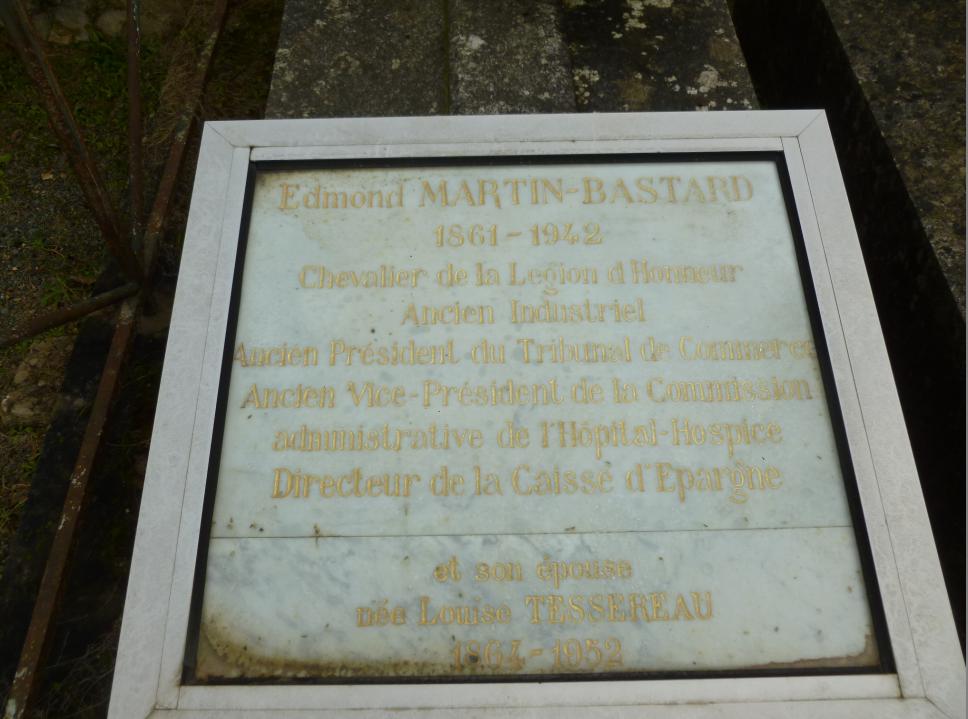 Edmond MARTIN-BASTARD
1861-1942
Chevalier de la Legion d'Honneur
Ancien Industriel
Ancien Président du Tribunal de Commerce
Ancien Vice-Président de la Commission
administrative de l'Hôpital-Hospice
Directeur de la Caisse d'Epargne
et son épouse
née Louise TESSEREAU
1864-1952